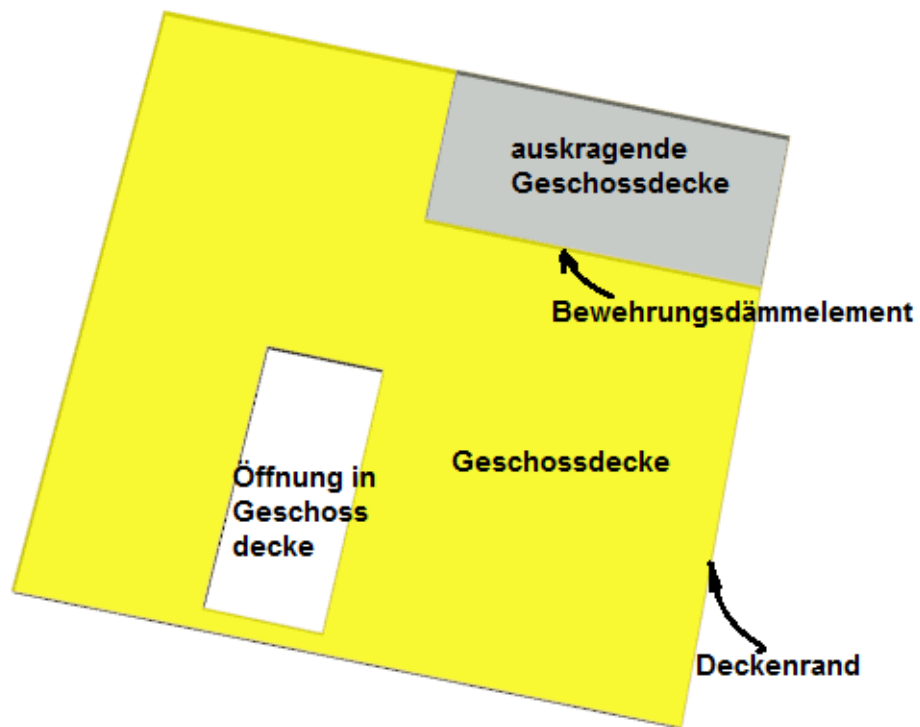 auskragende
Geschossdecke
Bewehrungsdämmelement
Geschossdecke
Öffnung in
Geschoss
decke
Deckenrand